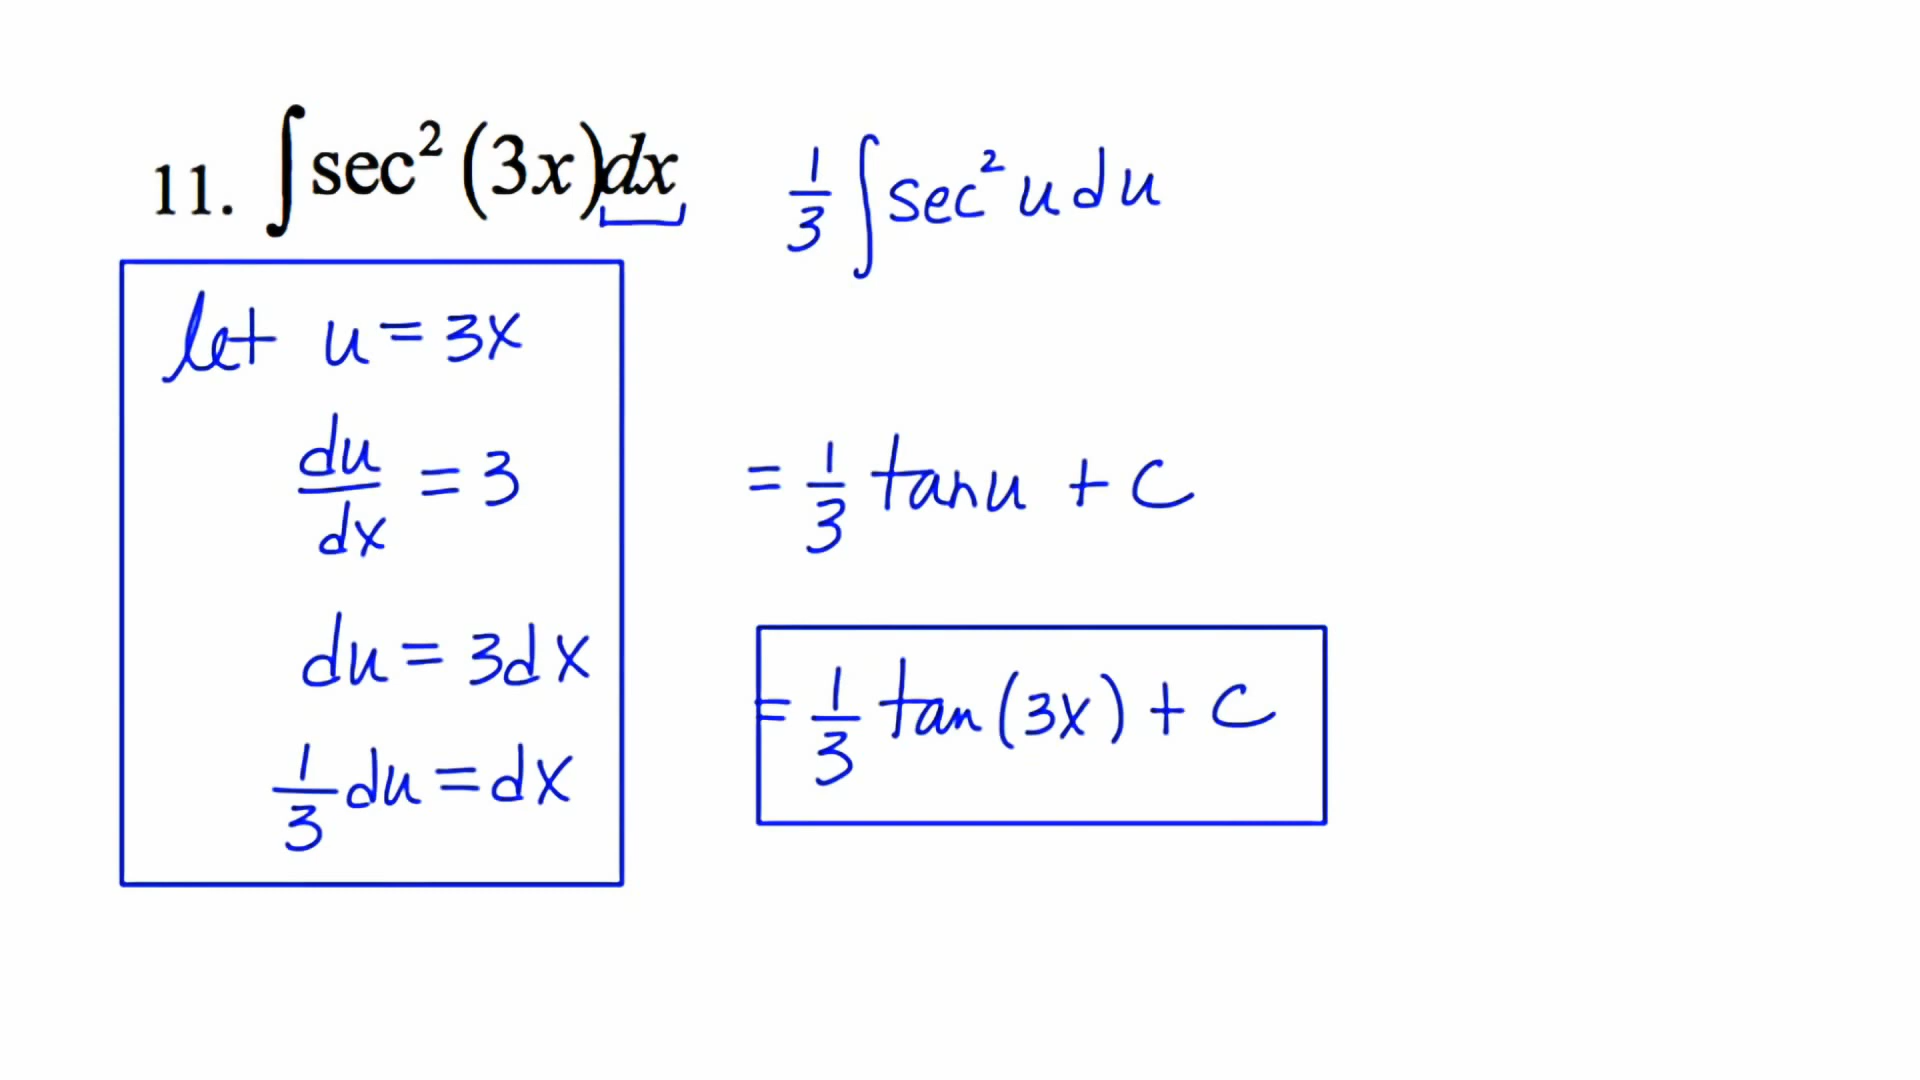 11. ∫ sec² (3x)dx
let u = 3x
du/dx = 3
du = 3dx
1/3 du = dx
1/3 ∫ sec² u du
= 1/3 tan u + C
= 1/3 tan(3x) + C